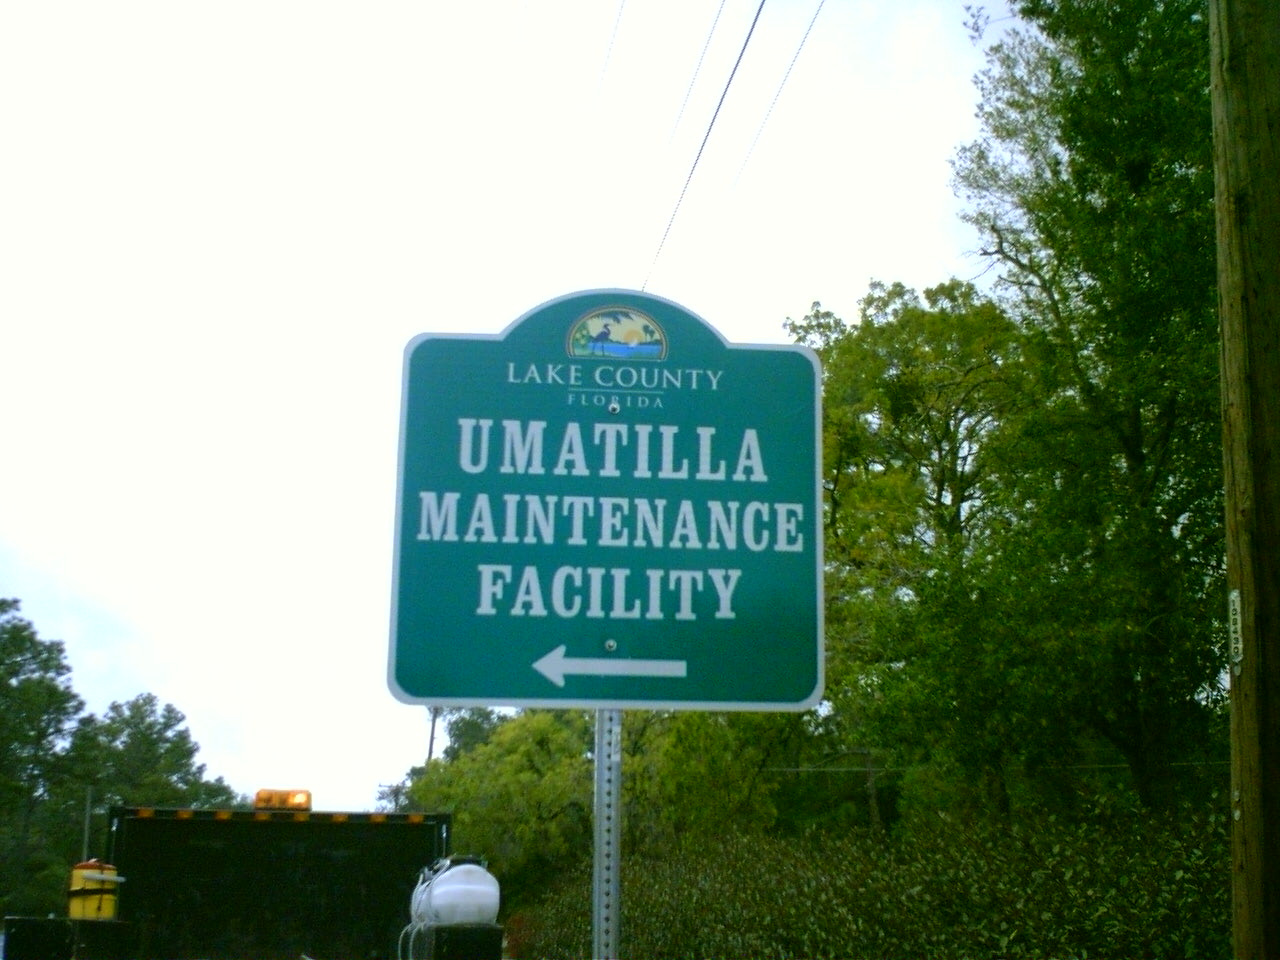 LAKE COUNTY
FLORIDA
UMATILLA
MAINTENANCE
FACILITY